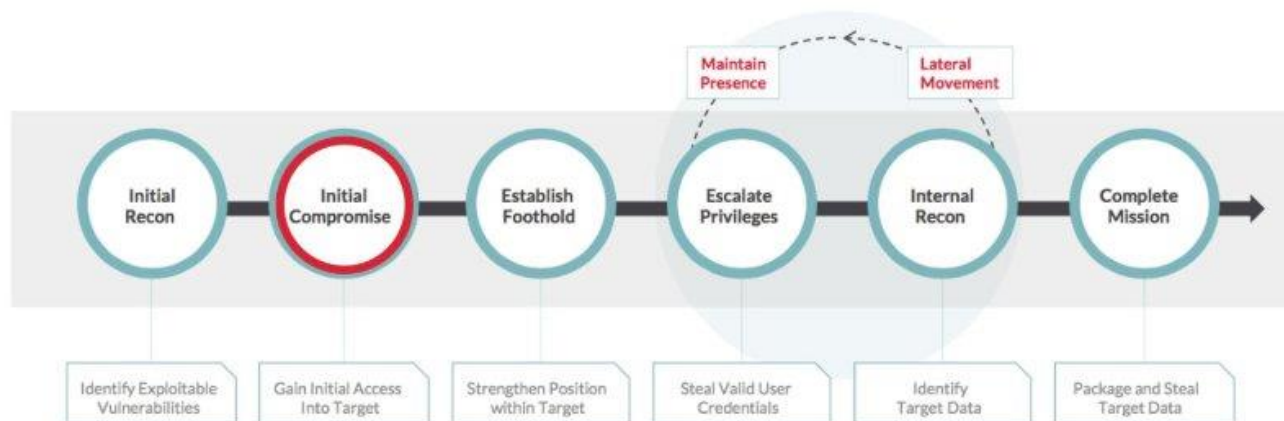 Maintain
Presence
Lateral
Movement
Initial
Recon
Initial
Compromise
Establish
Foothold
Escalate
Privileges
Internal
Recon
Complete
Mission
Identify Exploitable
Vulnerabilities
Gain Initial Access
Into Target
Strengthen Position
within Target
Steal Valid User
Credentials
Identify
Target Data
Package and Steal
Target Data